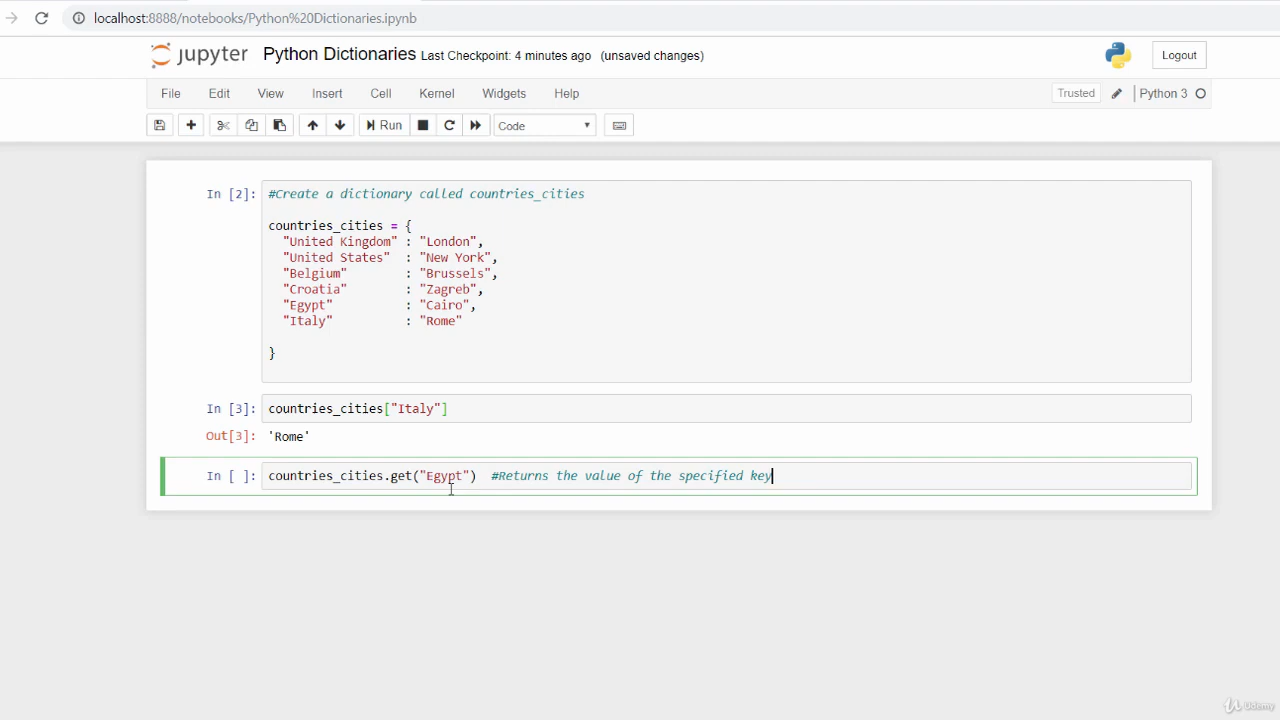 localhost:8888/notebooks/Python%20Dictionaries.ipynb
jupyter Python Dictionaries Last Checkpoint: 4 minutes ago (unsaved changes) Logout
File Edit View Insert Cell Kernel Widgets Help Trusted Python 3
Run Code
In [2]: #Create a dictionary called countries_cities
countries_cities = {
"United Kingdom" : "London",
"United States" : "New York",
"Belgium" : "Brussels",
"Croatia" : "Zagreb",
"Egypt" : "Cairo",
"Italy" : "Rome"
}
In [3]: countries_cities["Italy"]
Out[3]: 'Rome'
In [ ]: countries_cities.get("Egypt") #Returns the value of the specified key
Udemy